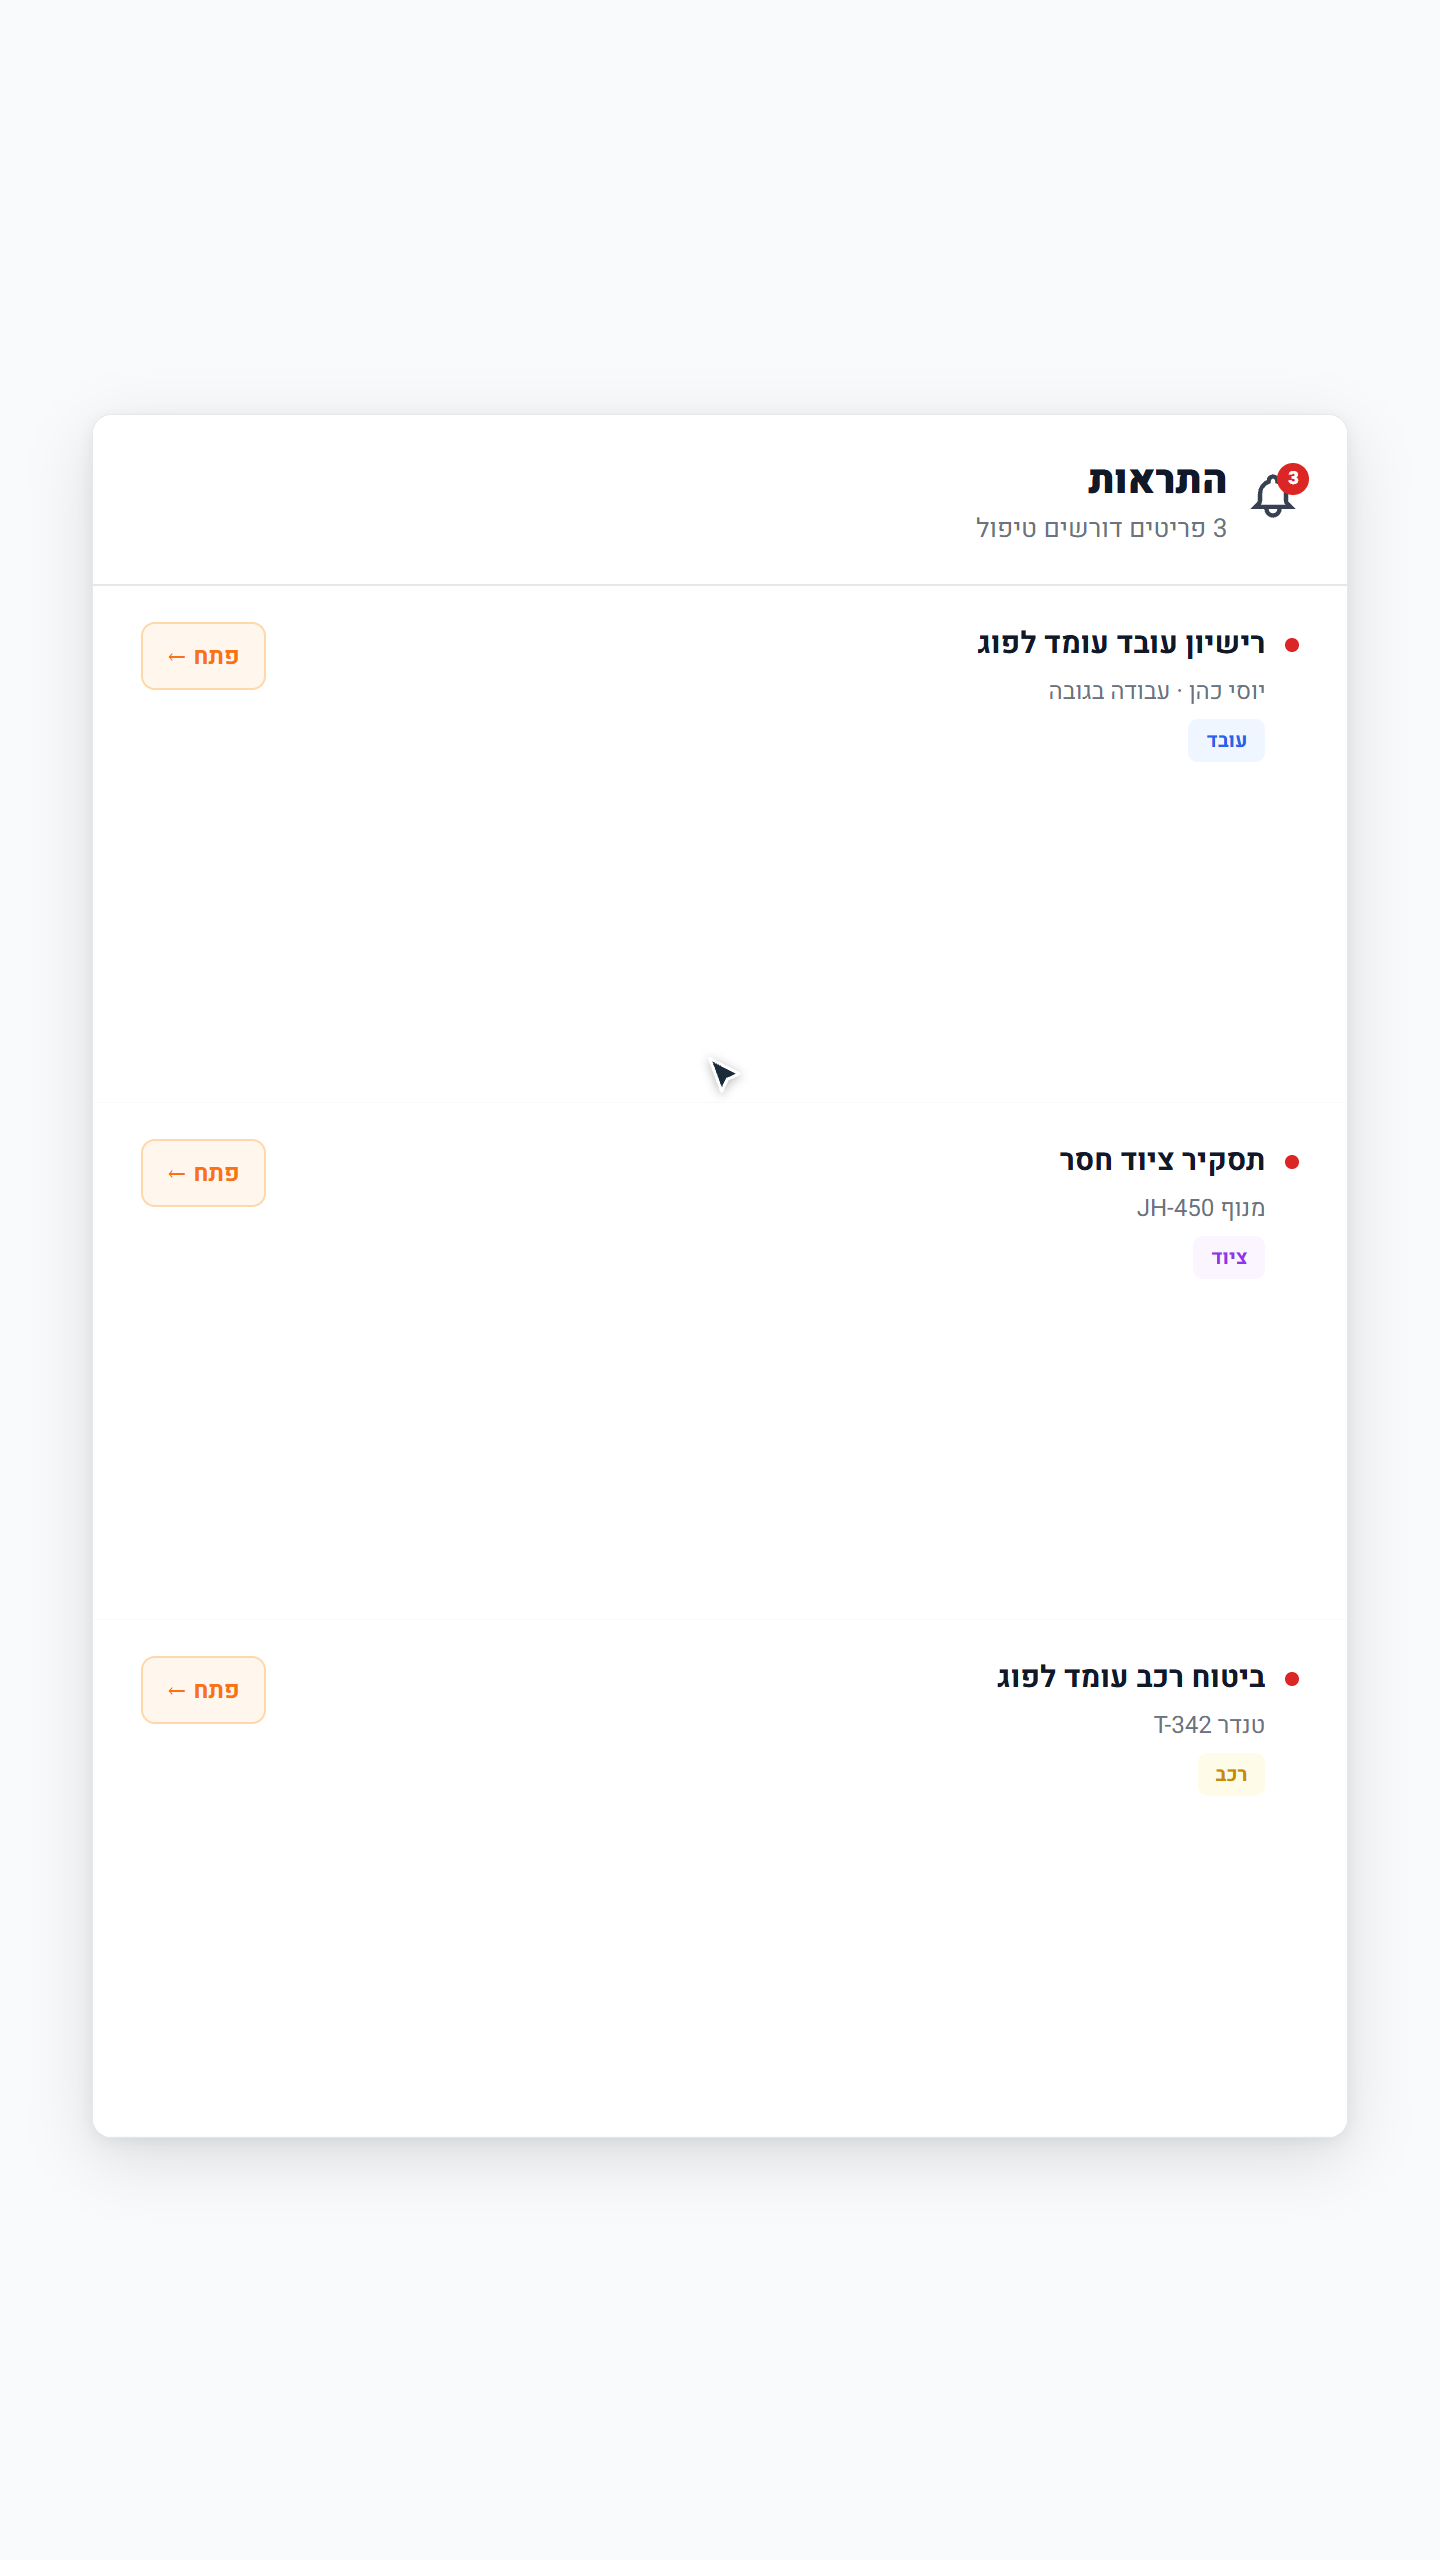 3
התראות
3 פריטים דורשים טיפול
רישיון עובד עומד לפוג
יוסי כהן · עבודה בגובה
עובד
פתח ←
תסקיר ציוד חסר
מנוף JH-450
ציוד
פתח ←
ביטוח רכב עומד לפוג
טנדר T-342
רכב
פתח ←